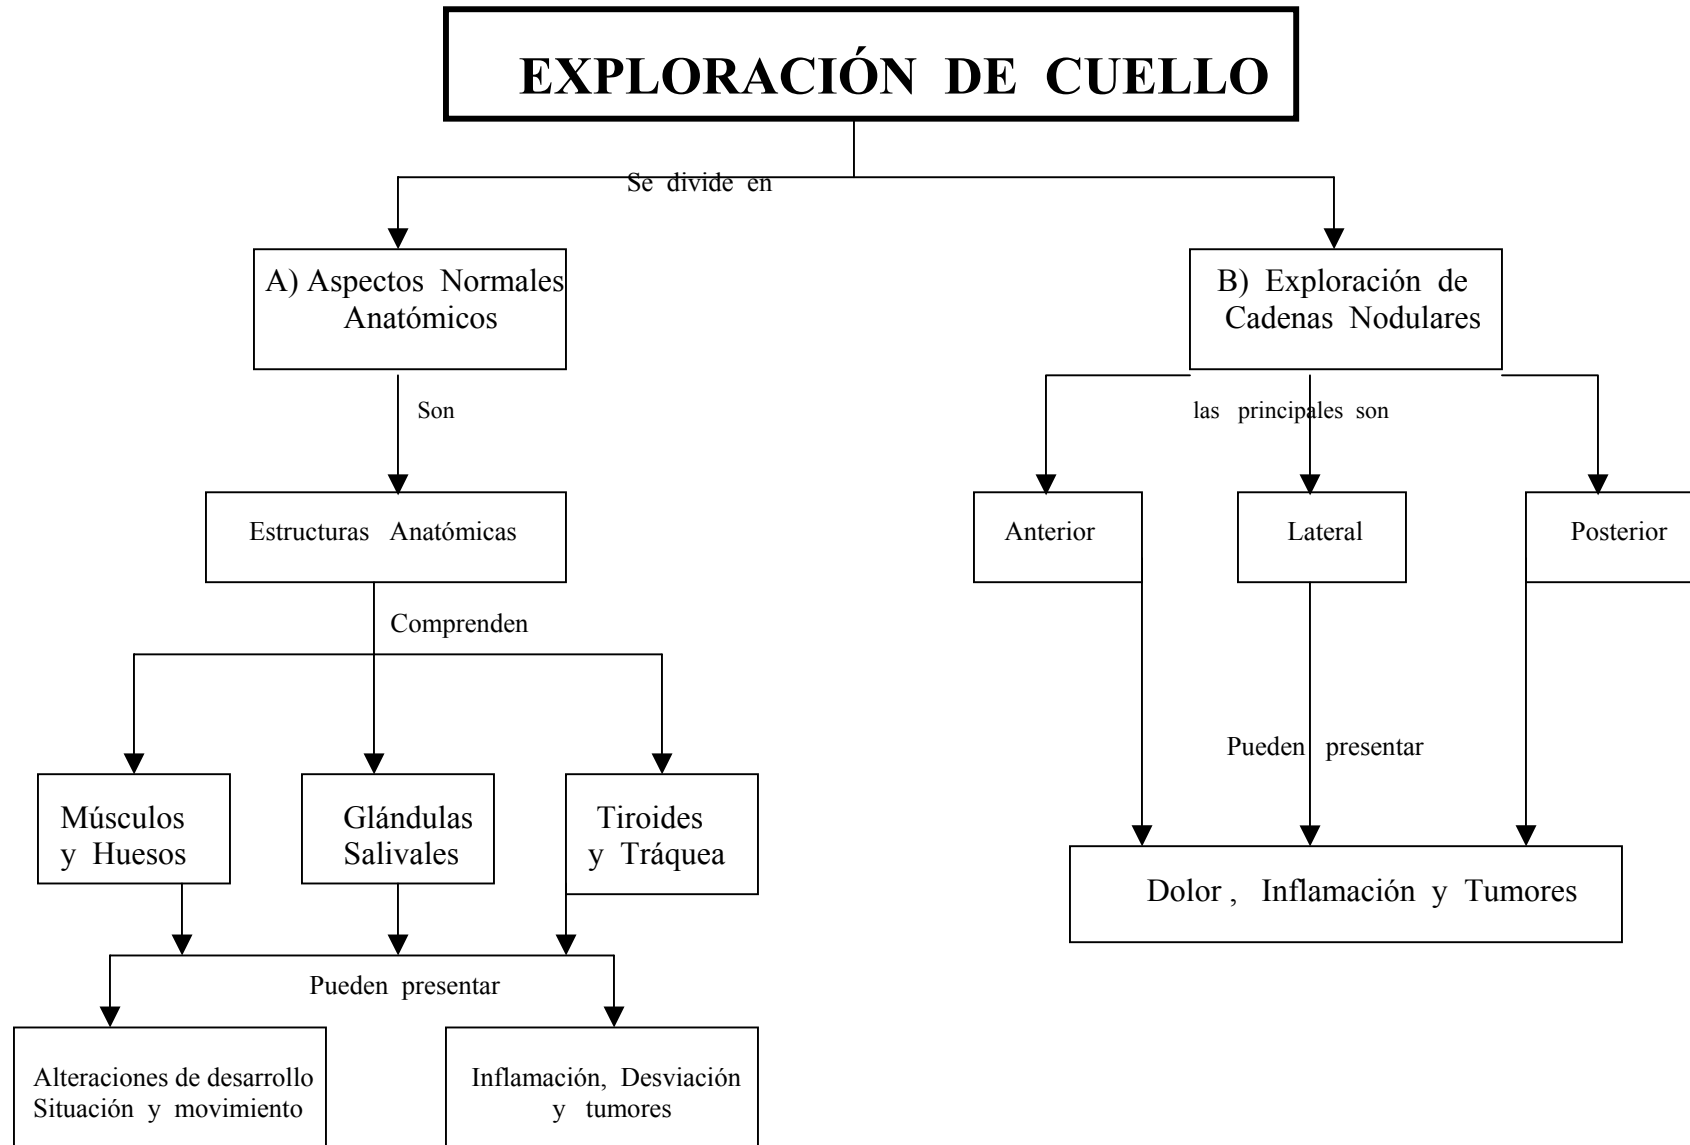 EXPLORACIÓN DE CUELLO
Se divide en
A) Aspectos Normales
Anatómicos
B) Exploración de
Cadenas Nodulares
Son
las principales son
Estructuras Anatómicas
Anterior
Lateral
Posterior
Comprenden
Pueden presentar
Músculos
y Huesos
Glándulas
Salivales
Tiroides
y Tráquea
Dolor , Inflamación y Tumores
Pueden presentar
Alteraciones de desarrollo
Situación y movimiento
Inflamación, Desviación
y tumores